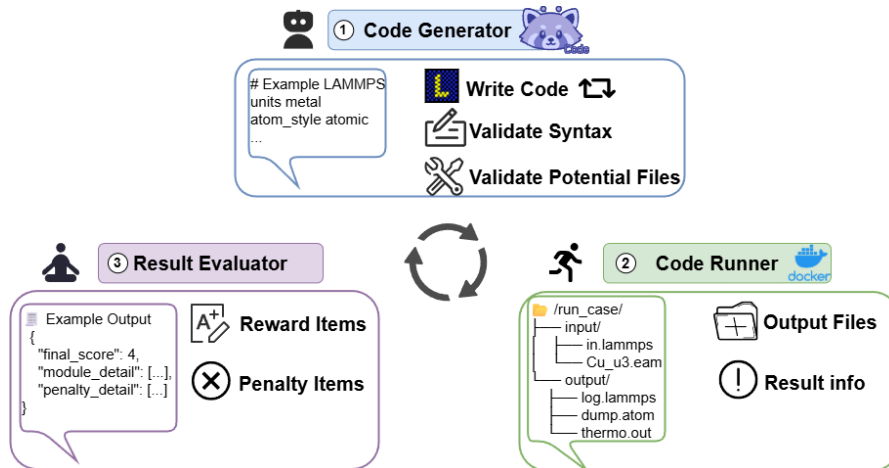 ① Code Generator
Code
# Example LAMMPS
units metal
atom_style atomic
...
L
Write Code
Validate Syntax
Validate Potential Files
③ Result Evaluator
Example Output
{
"final_score": 4,
"module_detail": [...],
"penalty_detail": [...]
}
A+
Reward Items
Penalty Items
② Code Runner
docker
/run_case/
input/
in.lammps
Cu_u3.eam
output/
log.lammps
dump.atom
thermo.out
Output Files
Result info